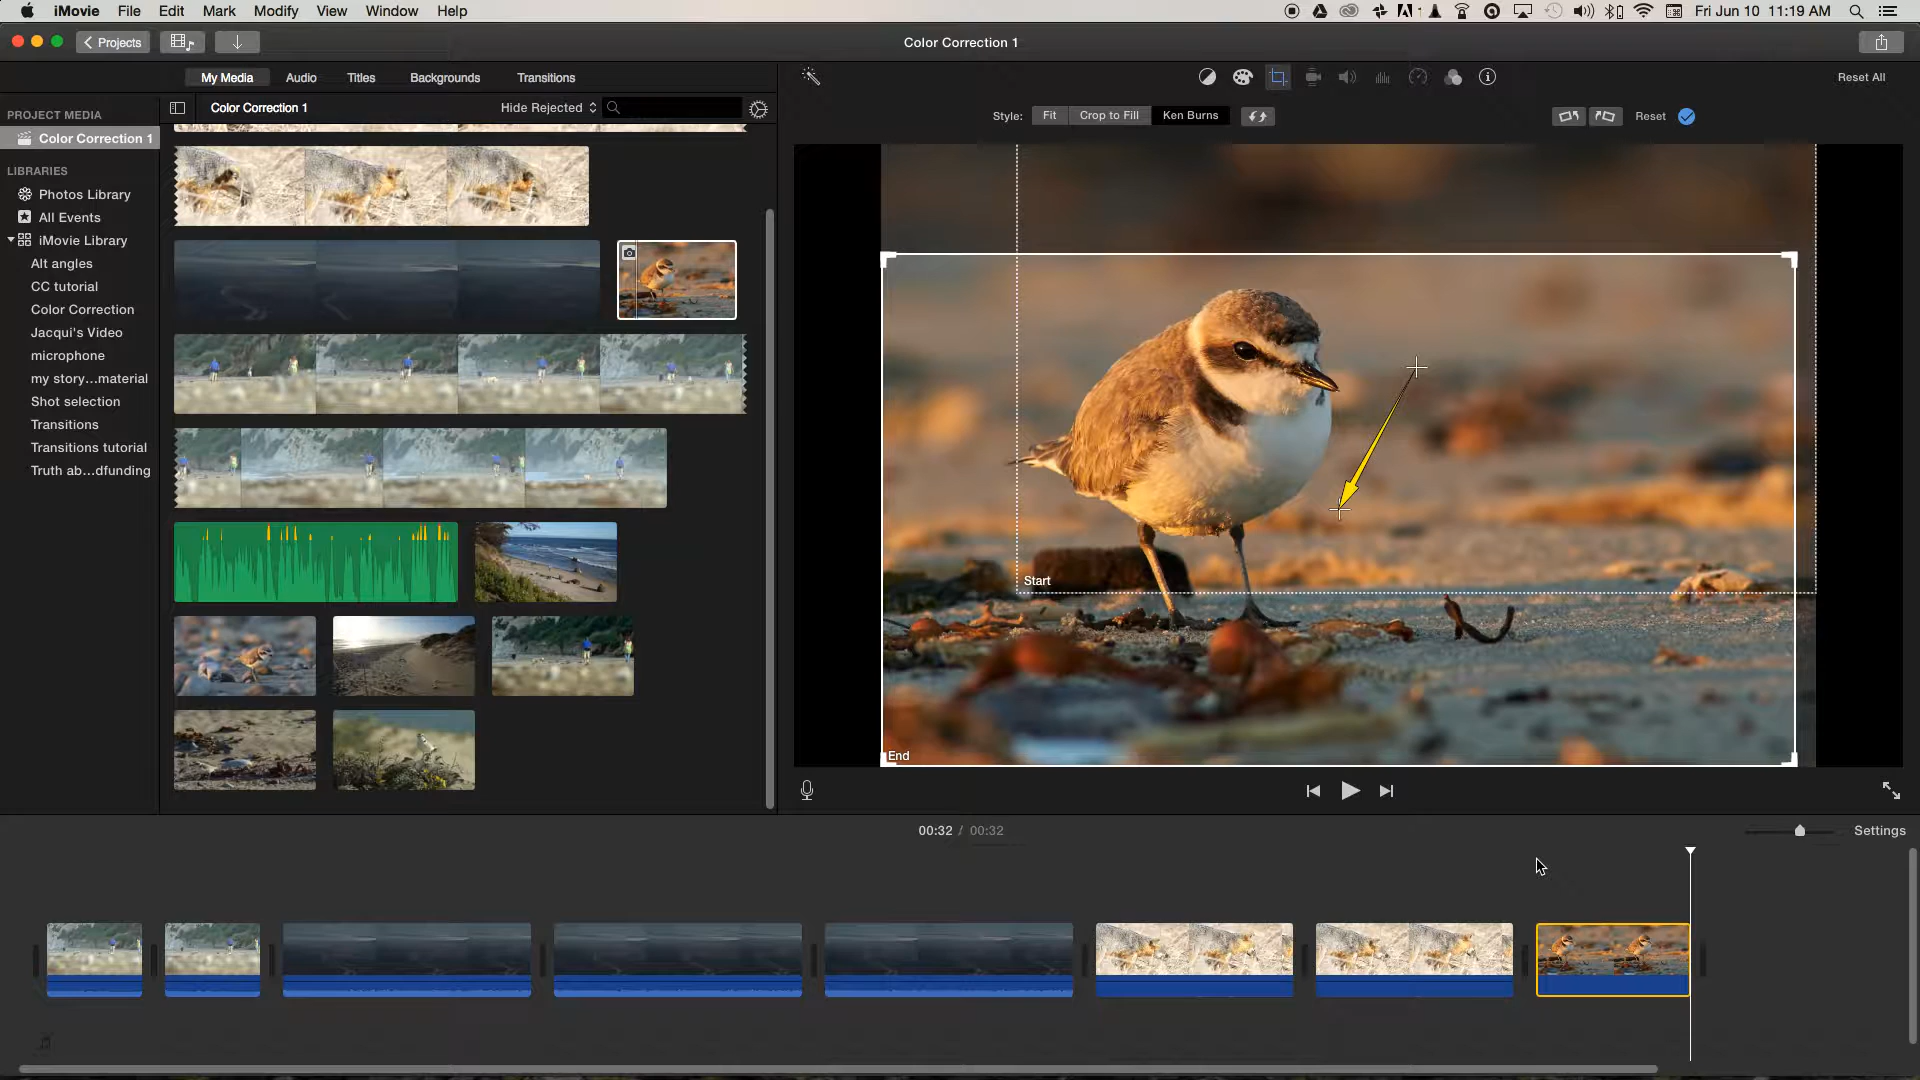 iMovie File Edit Mark Modify View Window Help Fri Jun 10 11:19 AM
Projects Color Correction 1
My Media Audio Titles Backgrounds Transitions Reset All
PROJECT MEDIA Color Correction 1 Hide Rejected
Style: Fit Crop to Fill Ken Burns Reset
Color Correction 1
LIBRARIES
Photos Library
All Events
iMovie Library
Alt angles
CC tutorial
Color Correction
Jacqui's Video
microphone
my story...material
Shot selection
Transitions
Transitions tutorial
Truth ab...dfunding
Start
End
00:32 / 00:32 Settings